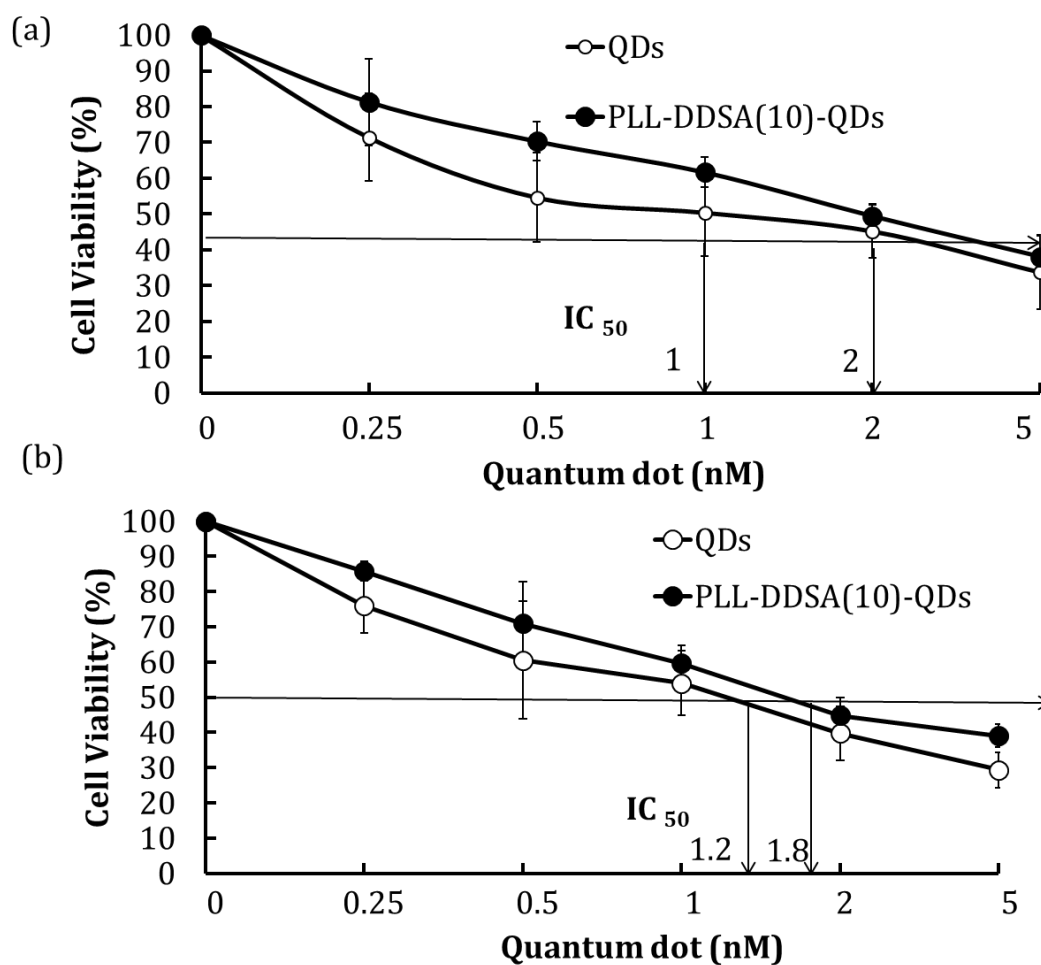 (a)
Cell Viability (%)
100
90
80
70
60
50
40
30
20
10
0
QDs
PLL-DDSA(10)-QDs
IC 50
1
2
0 0.25 0.5 1 2 5
Quantum dot (nM)
(b)
Cell Viability (%)
100
90
80
70
60
50
40
30
20
10
0
QDs
PLL-DDSA(10)-QDs
IC 50
1.2
1.8
0 0.25 0.5 1 2 5
Quantum dot (nM)